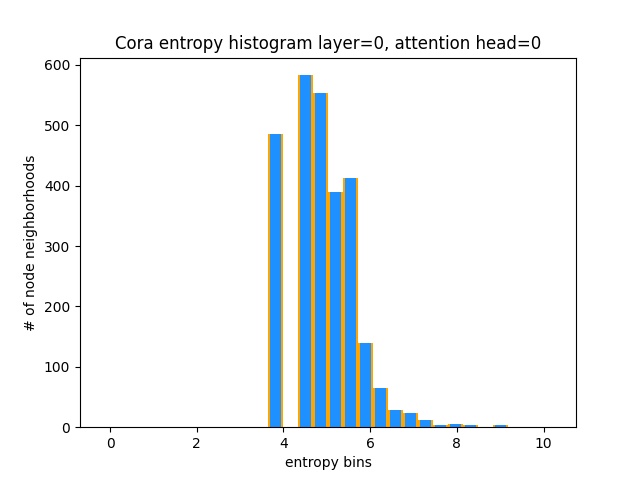 Cora entropy histogram layer=0, attention head=0
600
500
400
300
200
100
0
# of node neighborhoods
0 2 4 6 8 10
entropy bins